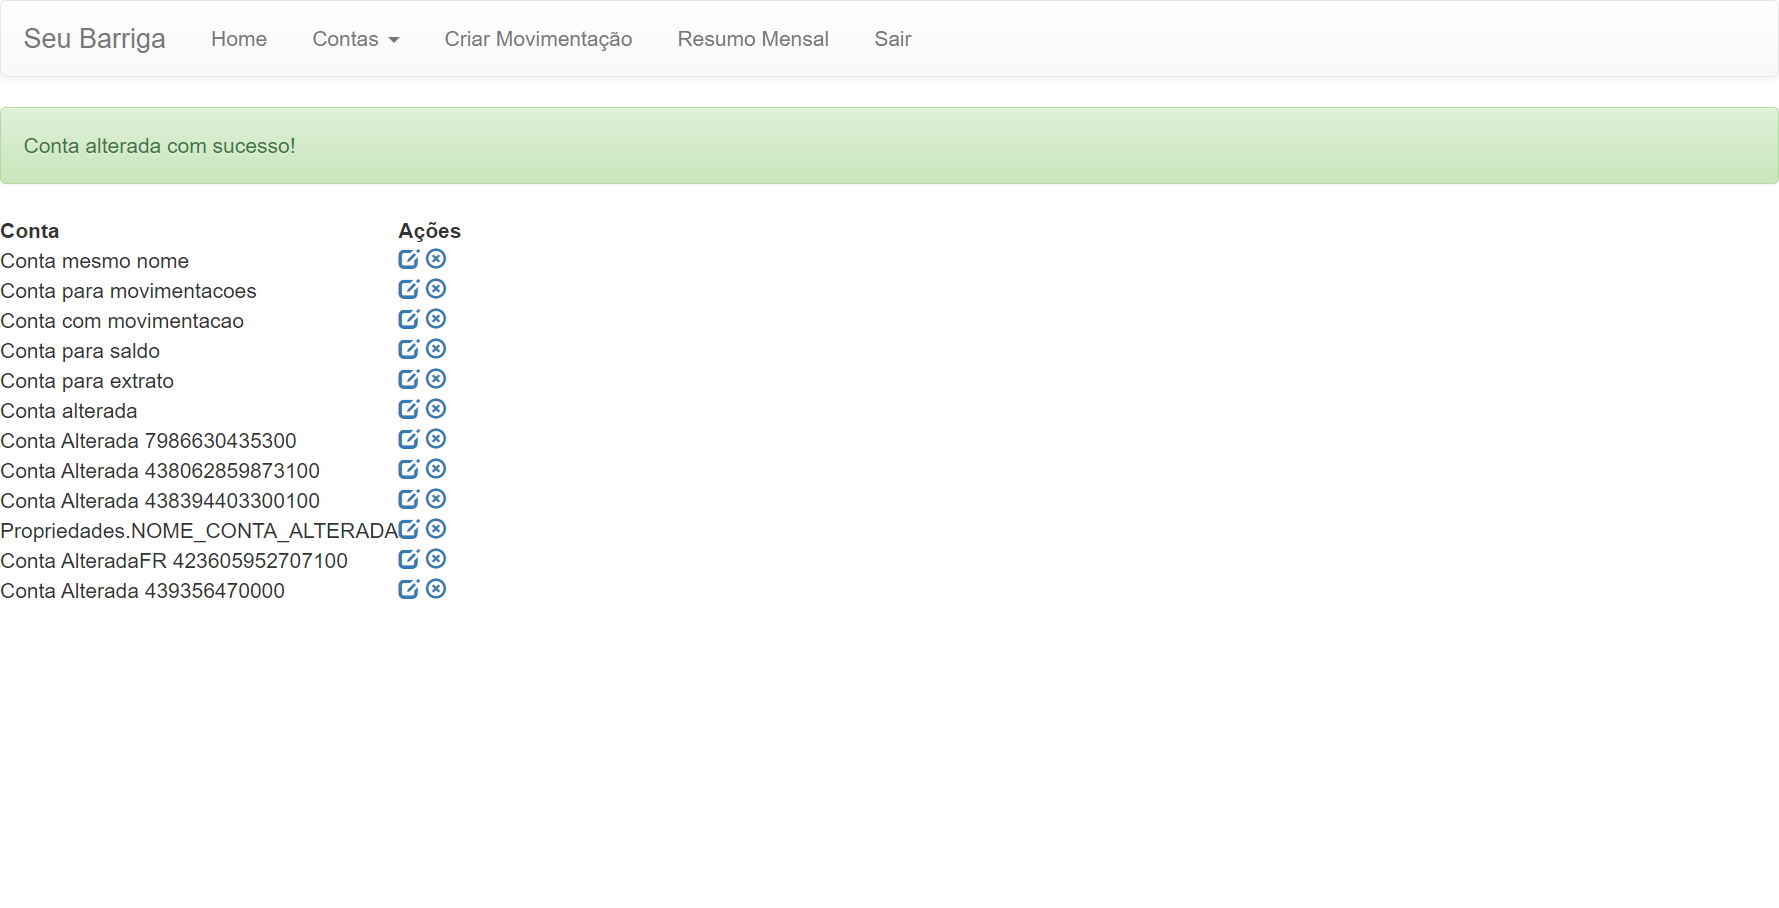 Seu Barriga Home Contas Criar Movimentação Resumo Mensal Sair
Conta alterada com sucesso!
Conta Ações
Conta mesmo nome
Conta para movimentacoes
Conta com movimentacao
Conta para saldo
Conta para extrato
Conta alterada
Conta Alterada 7986630435300
Conta Alterada 438062859873100
Conta Alterada 438394403300100
Propriedades.NOME_CONTA_ALTERADA
Conta AlteradaFR 423605952707100
Conta Alterada 439356470000